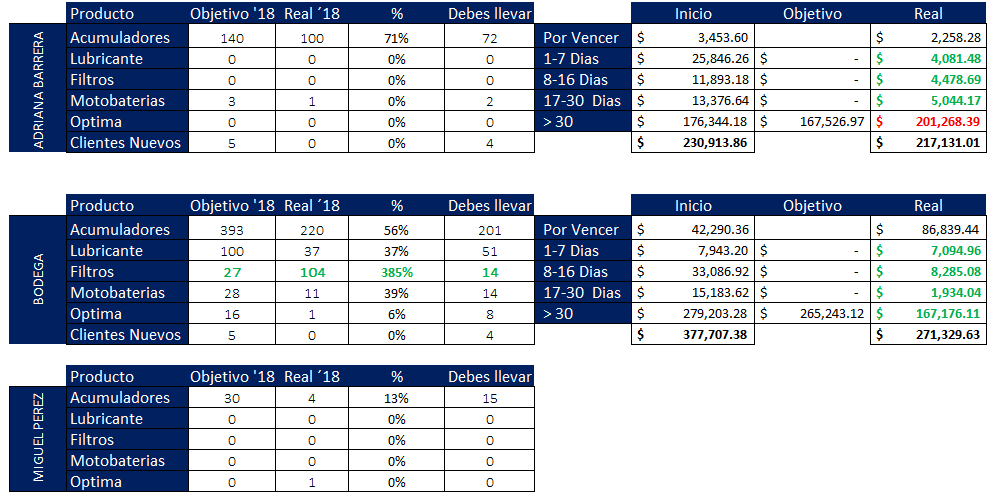 Producto Objetivo '18 Real ´18 % Debes llevar Inicio Objetivo Real
ADRIANA BARRERA
Acumuladores 140 100 71% 72 Por Vencer $ 3,453.60 $ 2,258.28
Lubricante 0 0 0% 0 1-7 Dias $ 25,846.26 $ - $ 4,081.48
Filtros 0 0 0% 0 8-16 Dias $ 11,893.18 $ - $ 4,478.69
Motobaterias 3 1 0% 2 17-30 Dias $ 13,376.64 $ - $ 5,044.17
Optima 0 0 0% 0 > 30 $ 176,344.18 $ 167,526.97 $ 201,268.39
Clientes Nuevos 5 0 0% 4 $ 230,913.86 $ 217,131.01
Producto Objetivo '18 Real ´18 % Debes llevar Inicio Objetivo Real
BODEGA
Acumuladores 393 220 56% 201 Por Vencer $ 42,290.36 $ 86,839.44
Lubricante 100 37 37% 51 1-7 Dias $ 7,943.20 $ - $ 7,094.96
Filtros 27 104 385% 14 8-16 Dias $ 33,086.92 $ - $ 8,285.08
Motobaterias 28 11 39% 14 17-30 Dias $ 15,183.62 $ - $ 1,934.04
Optima 16 1 6% 8 > 30 $ 279,203.28 $ 265,243.12 $ 167,176.11
Clientes Nuevos 5 0 0% 4 $ 377,707.38 $ 271,329.63
Producto Objetivo '18 Real ´18 % Debes llevar
MIGUEL PEREZ
Acumuladores 30 4 13% 15
Lubricante 0 0 0% 0
Filtros 0 0 0% 0
Motobaterias 0 0 0% 0
Optima 0 1 0% 0